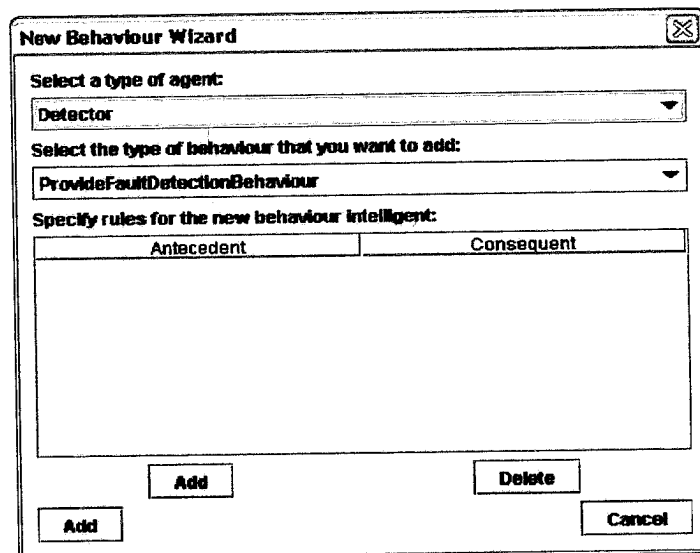 New Behaviour Wizard
Select a type of agent:
Detector
Select the type of behaviour that you want to add:
ProvideFaultDetectionBehaviour
Specify rules for the new behaviour intelligent:
Antecedent Consequent
Add Delete
Add Cancel